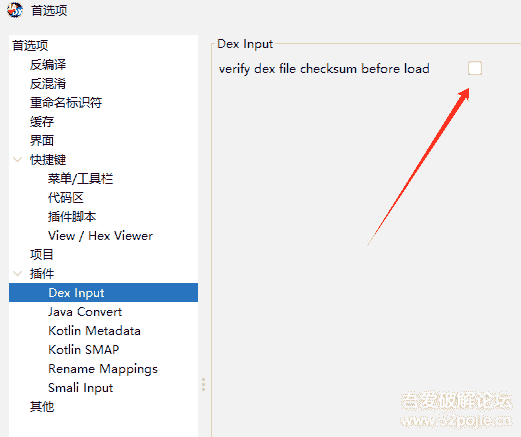 首选项
首选项
反编译
反混淆
重命名标识符
缓存
界面
快捷键
菜单/工具栏
代码区
插件脚本
View / Hex Viewer
项目
插件
Dex Input
Java Convert
Kotlin Metadata
Kotlin SMAP
Rename Mappings
Smali Input
其他
Dex Input
verify dex file checksum before load
吾爱破解论坛
www.52pojie.cn